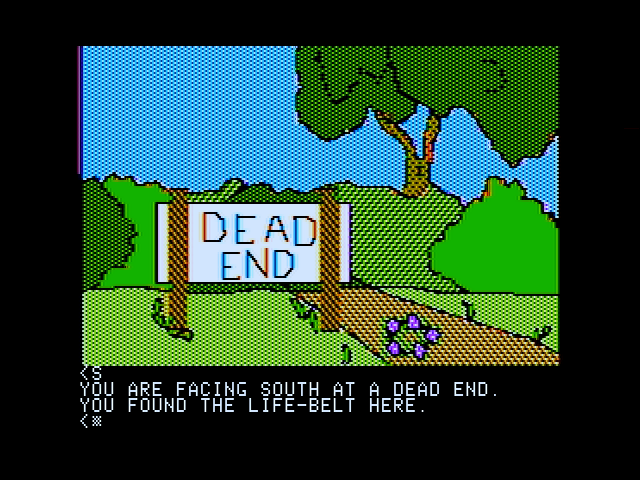 DEAD
END
<S
YOU ARE FACING SOUTH AT A DEAD END.
YOU FOUND THE LIFE-BELT HERE.
<